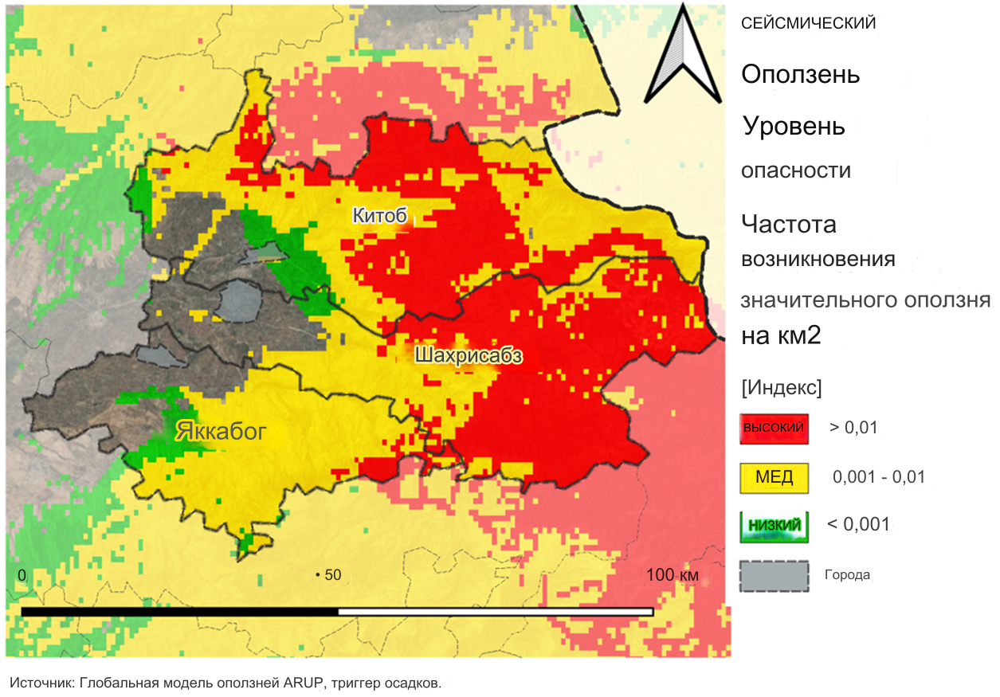 СЕЙСМИЧЕСКИЙ
Оползень
Уровень
опасности
Частота
возникновения
значительного оползня
на км2
[Индекс]
ВЫСОКИЙ > 0,01
МЕД 0,001 - 0,01
НИЗКИЙ < 0,001
Города
Китоб
Шахрисабз
Яккабог
0 • 50 100 км
Источник: Глобальная модель оползней ARUP, триггер осадков.